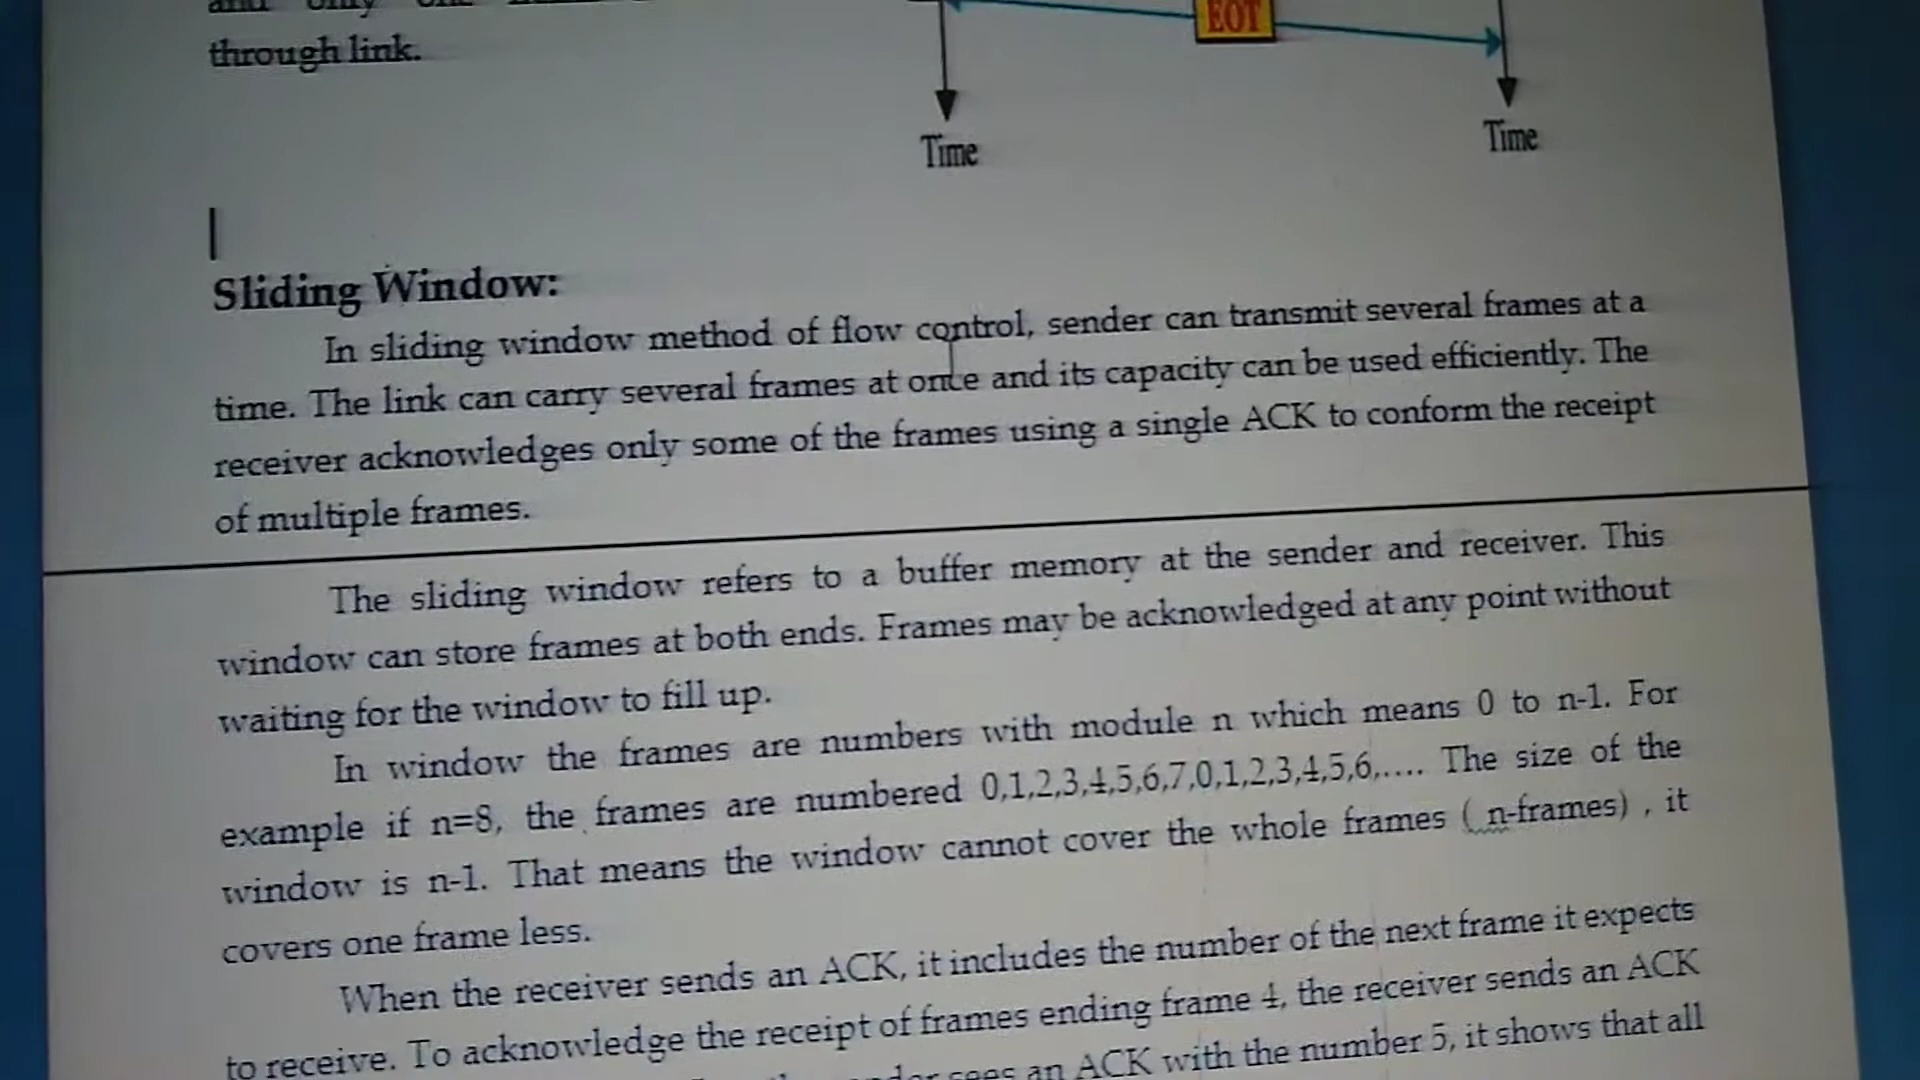 and only one
through link.
EOT
Time
Time
Sliding Window:
In sliding window method of flow control, sender can transmit several frames at a
time. The link can carry several frames at once and its capacity can be used efficiently. The
receiver acknowledges only some of the frames using a single ACK to conform the receipt
of multiple frames.
The sliding window refers to a buffer memory at the sender and receiver. This
window can store frames at both ends. Frames may be acknowledged at any point without
waiting for the window to fill up.
In window the frames are numbers with module n which means 0 to n-1. For
example if n=8, the frames are numbered 0,1,2,3,4,5,6,7,0,1,2,3,4,5,6,.... The size of the
window is n-1. That means the window cannot cover the whole frames ( n-frames) , it
covers one frame less.
When the receiver sends an ACK, it includes the number of the next frame it expects
to receive. To acknowledge the receipt of frames ending frame 4, the receiver sends an ACK
sees an ACK with the number 5, it shows that all